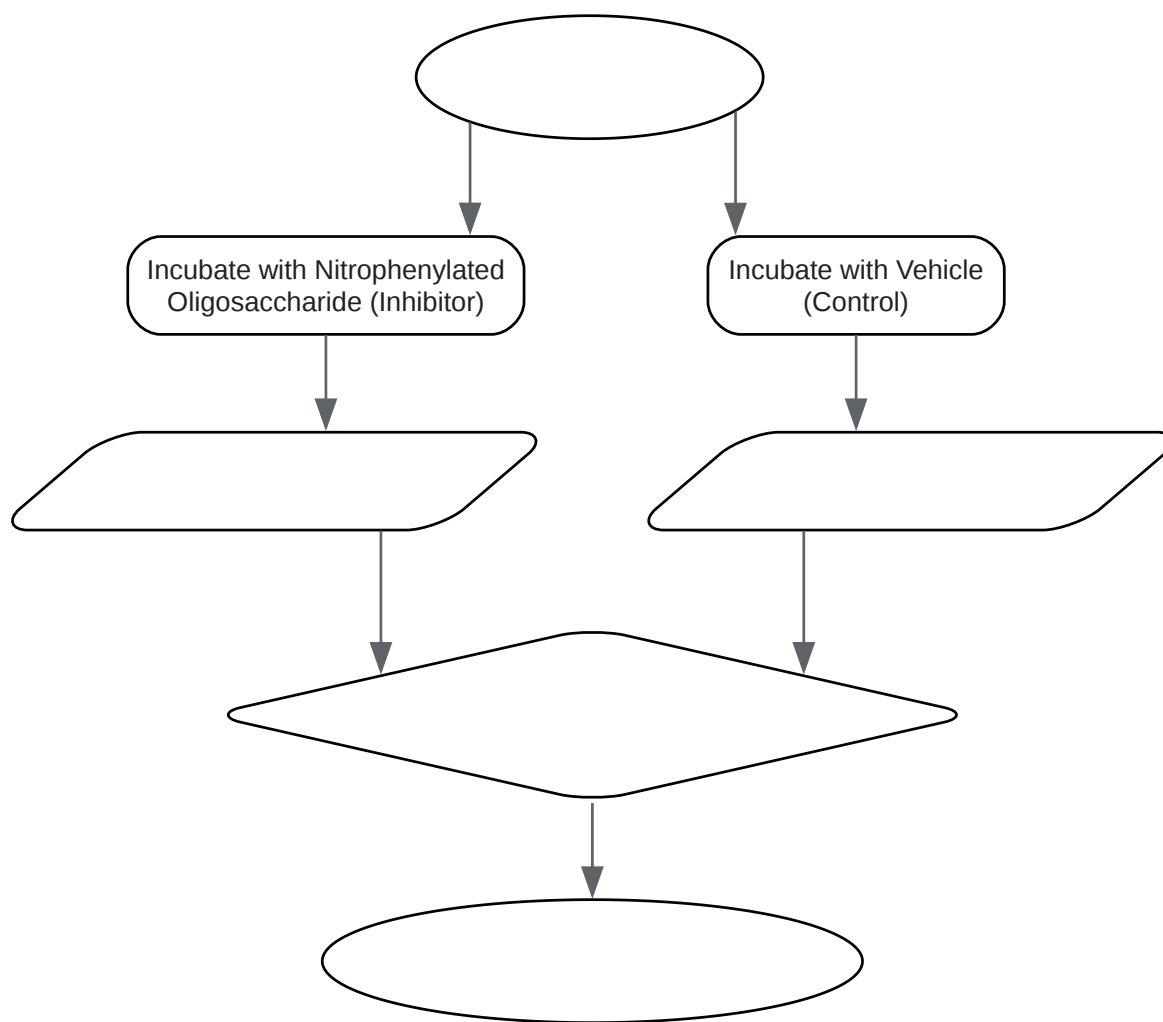 Incubate with Nitrophenylated
Oligosaccharide (Inhibitor)
Incubate with Vehicle
(Control)